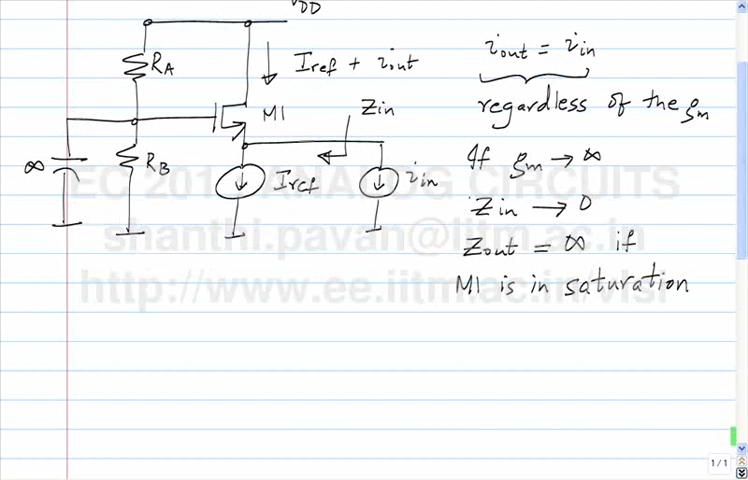 VDD
RA
Iref + iout
iout = iin
M1
Zin
regardless of the gm
∞
RB
Iref
iin
If gm → ∞
EC 201 ANALOG CIRCUITS
Zin → 0
shanthi.pavan@iitm.ac.in
Zout = ∞ if
M1 is in saturation
http://www.ee.iitm.ac.in/vlsi
1/1